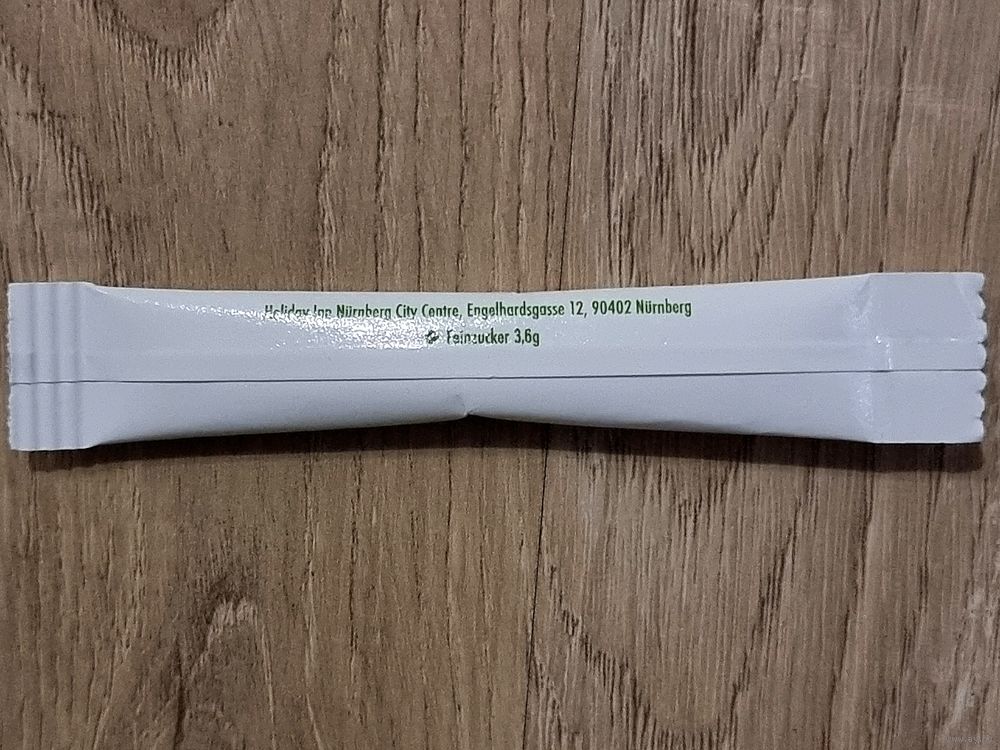 Holiday Inn Nürnberg City Centre, Engelhardsgasse 12, 90402 Nürnberg
Feinzucker 3,6g